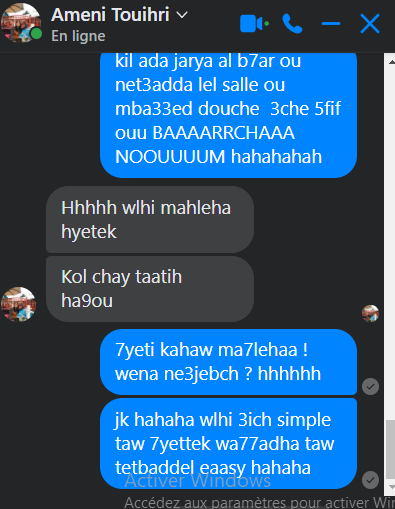 Ameni Touihri
En ligne
kil ada jarya al b7ar ou
net3adda lel salle ou
mba33ed douche 3che 5fif
ouu BAAAARRCHAAA
NOOUUUUM hahahahah
Hhhhh wlhi mahleha
hyetek
Kol chay taatih
ha9ou
7yeti kahaw ma7lehaa !
wena ne3jebch ? hhhhhh
jk hahaha wlhi 3ich simple
taw 7yettek wa77adha taw
tetbaddel eaasy hahaha
Activer Windows
Accédez aux paramètres pour activer Win